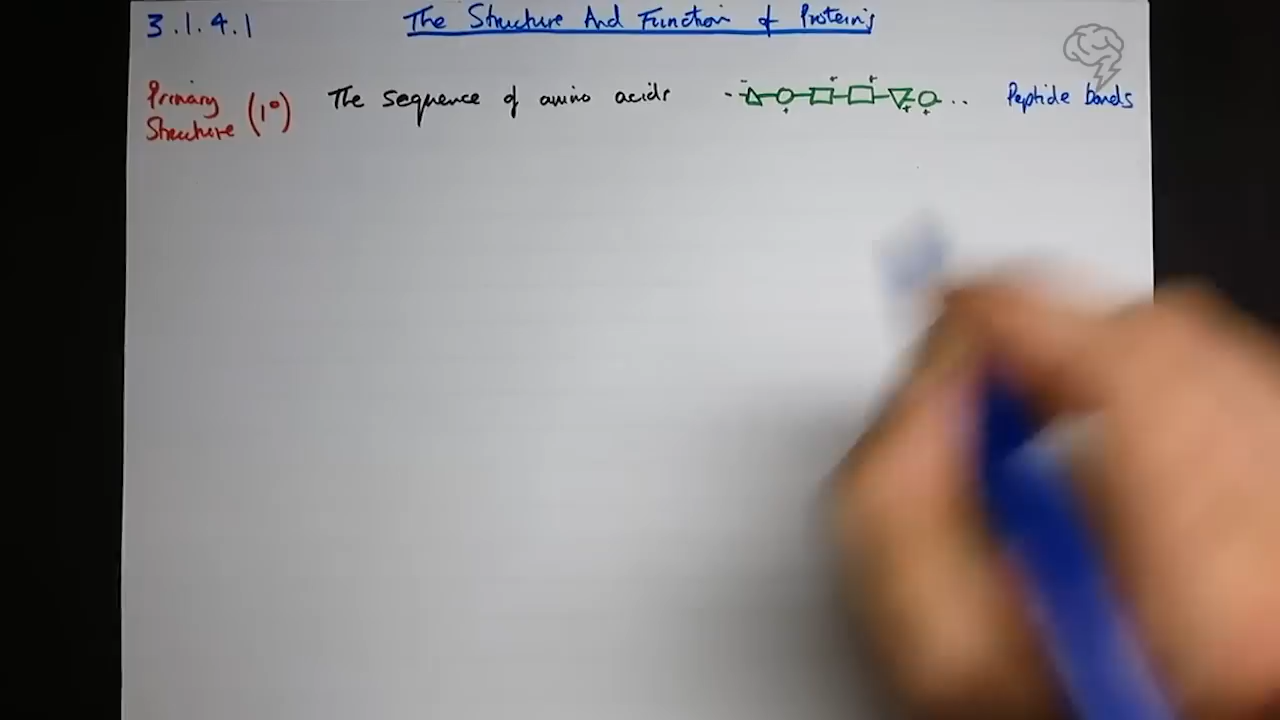 3.1.4.1 The Structure And Function of Proteins
Primary Structure (1°) The sequence of amino acids Peptide bonds